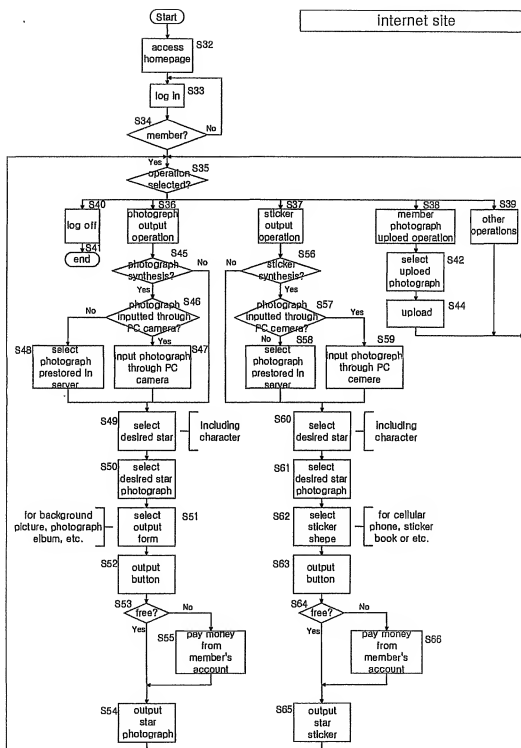 Start
internet site
S32
access
homepage
S33
log in
S34
member?
No
Yes
S35
operation
selected?
S40
log off
S41
end
S36
photograph
output
operation
S37
sticker
output
operation
S38
member
photograph
upload operation
S39
other
operations
S45
photograph
synthesis?
No
Yes
S56
sticker
synthesis?
No
Yes
S42
select
upload
photograph
S44
upload
S46
photograph
inputted through
PC camera?
No
Yes
S57
photograph
inputted through
PC camera?
Yes
No
S48
select
photograph
prestored in
server
S47
input photograph
through PC
camera
S58
select
photograph
prestored in
server
S59
input photograph
through PC
cemere
S49
select
desired star
including
character
S60
select
desired star
including
character
S50
select
desired star
photograph
S61
select
desired star
photograph
for background
picture, photograph
elbum, etc.
S51
select
output
form
S62
select
sticker
shepe
for cellular
phone, sticker
book or etc.
S52
output
button
S63
output
button
S53
free?
No
Yes
S64
free?
No
Yes
S55
pay money
from
member's
account
S66
pay money
from
member's
account
S54
output
star
photograph
S65
output
star
sticker